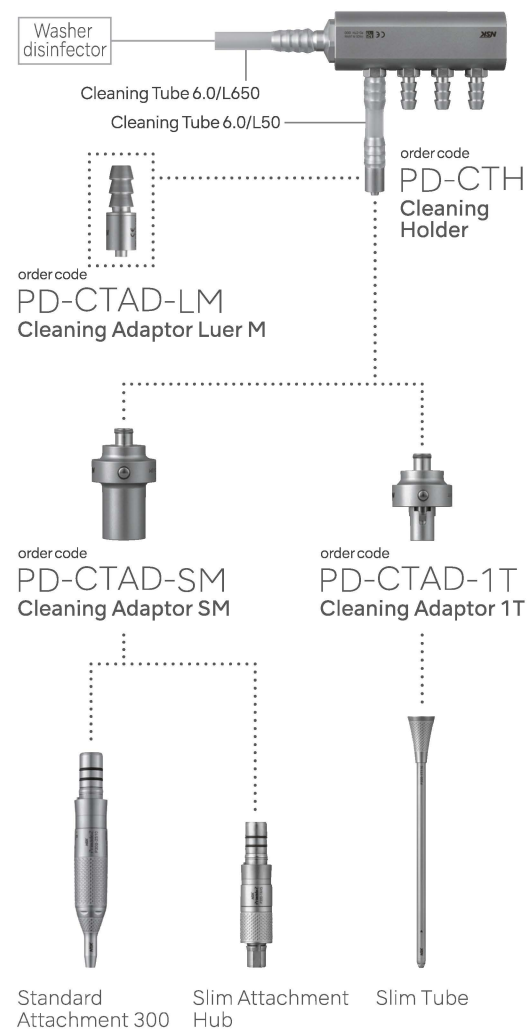 Washer
disinfector
NSK
CE
Cleaning Tube 6.0/L650
Cleaning Tube 6.0/L50
order code
PD-CTH
Cleaning
Holder
order code
PD-CTAD-LM
Cleaning Adaptor Luer M
order code
PD-CTAD-SM
Cleaning Adaptor SM
order code
PD-CTAD-1T
Cleaning Adaptor 1T
Standard
Attachment 300
Slim Attachment
Hub
Slim Tube